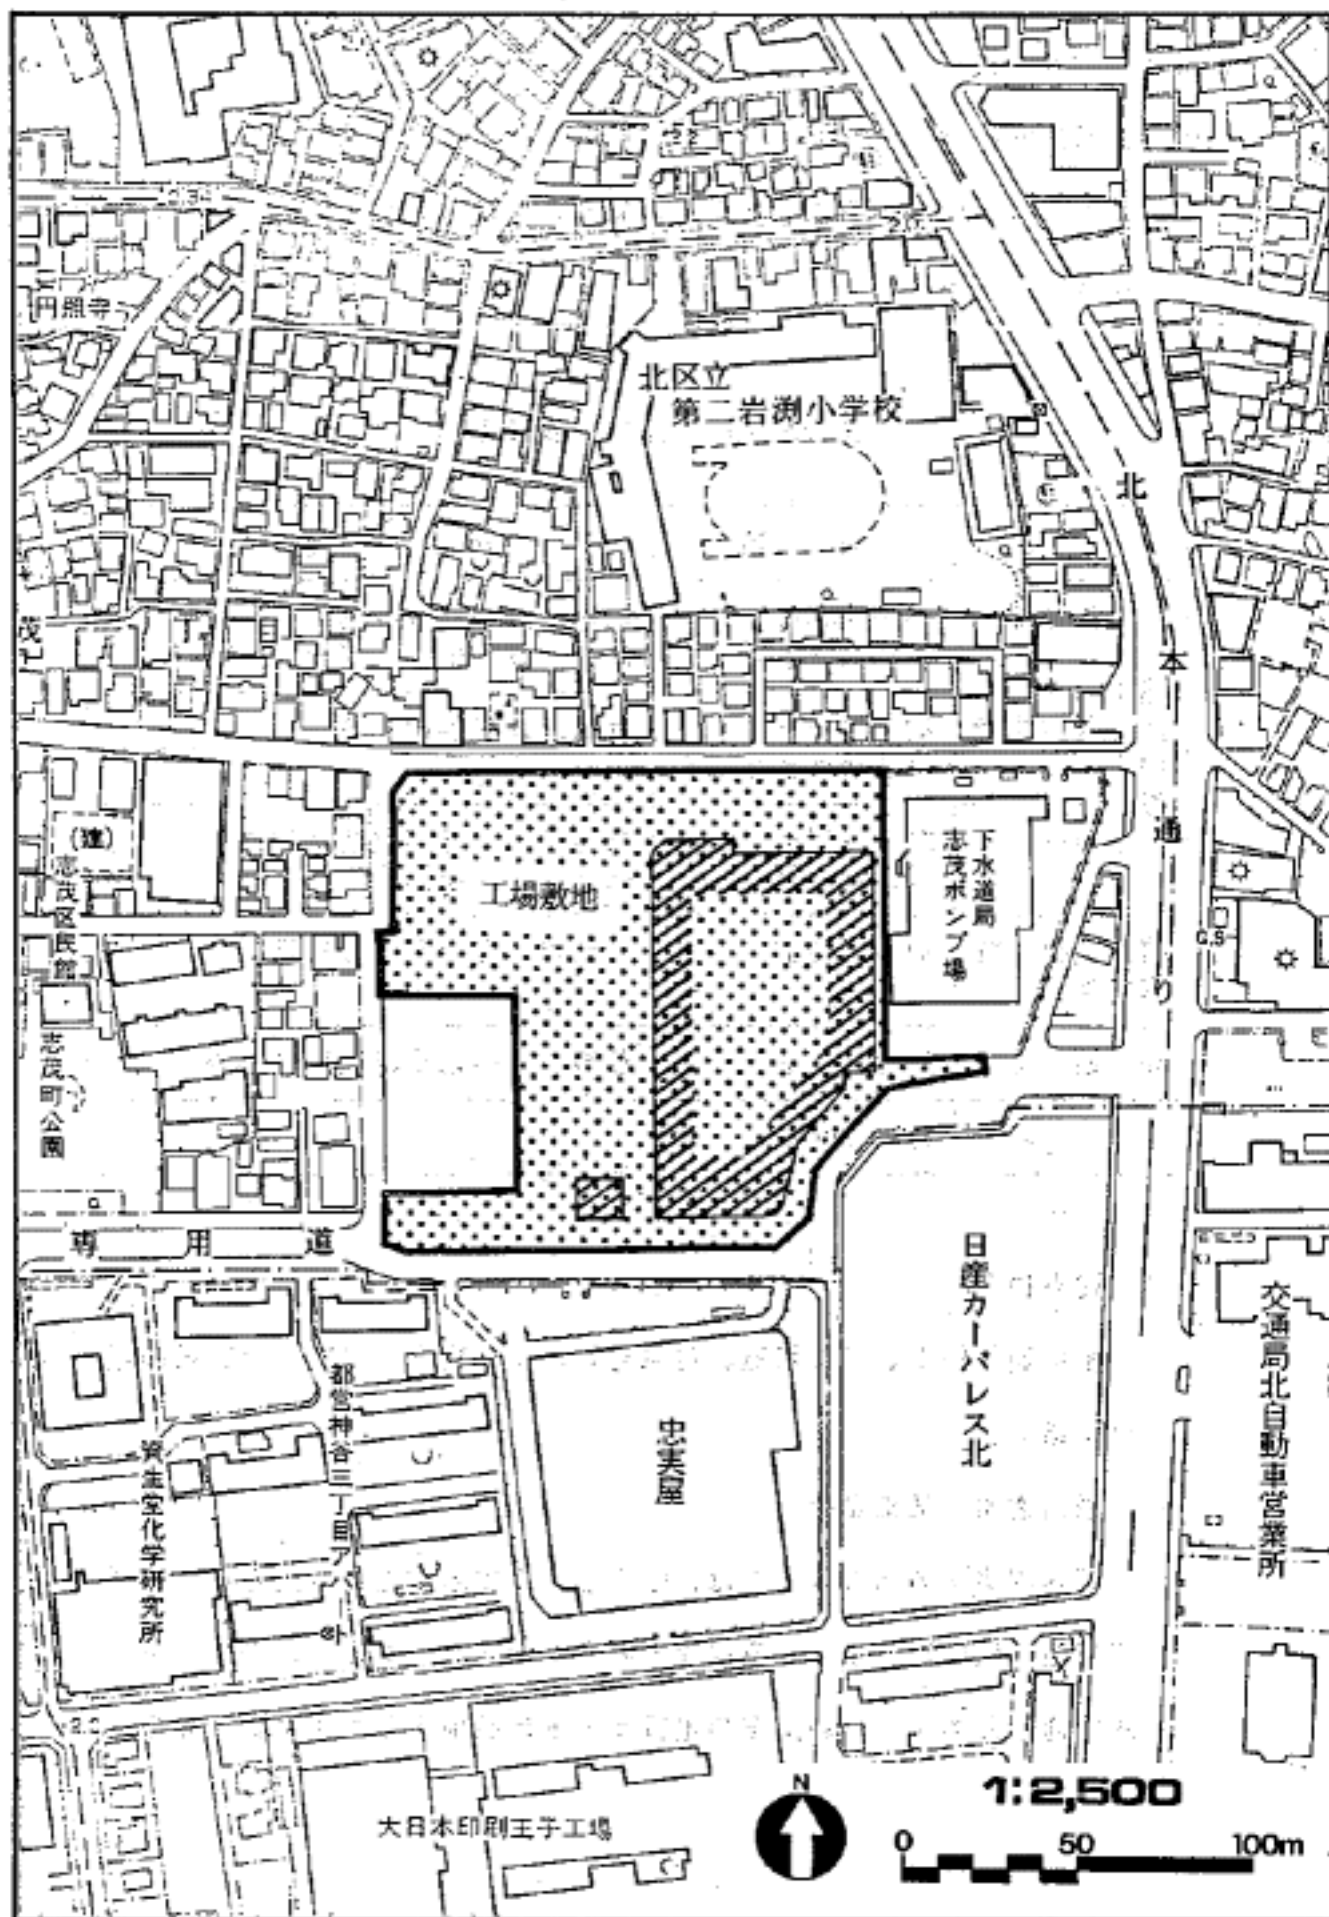 円照寺
北区立
第二岩渕小学校
北本通り
茂
(建)
志茂区民館
工場敷地
下水道局
志茂ポンプ場
G.S
志茂町公園
専用道
日産カーパレス北
交通局北自動車営業所
都営神谷三丁目ア
忠実屋
資生堂化学研究所
2.2
大日本印刷王子工場
N
1:2,500
0 50 100m